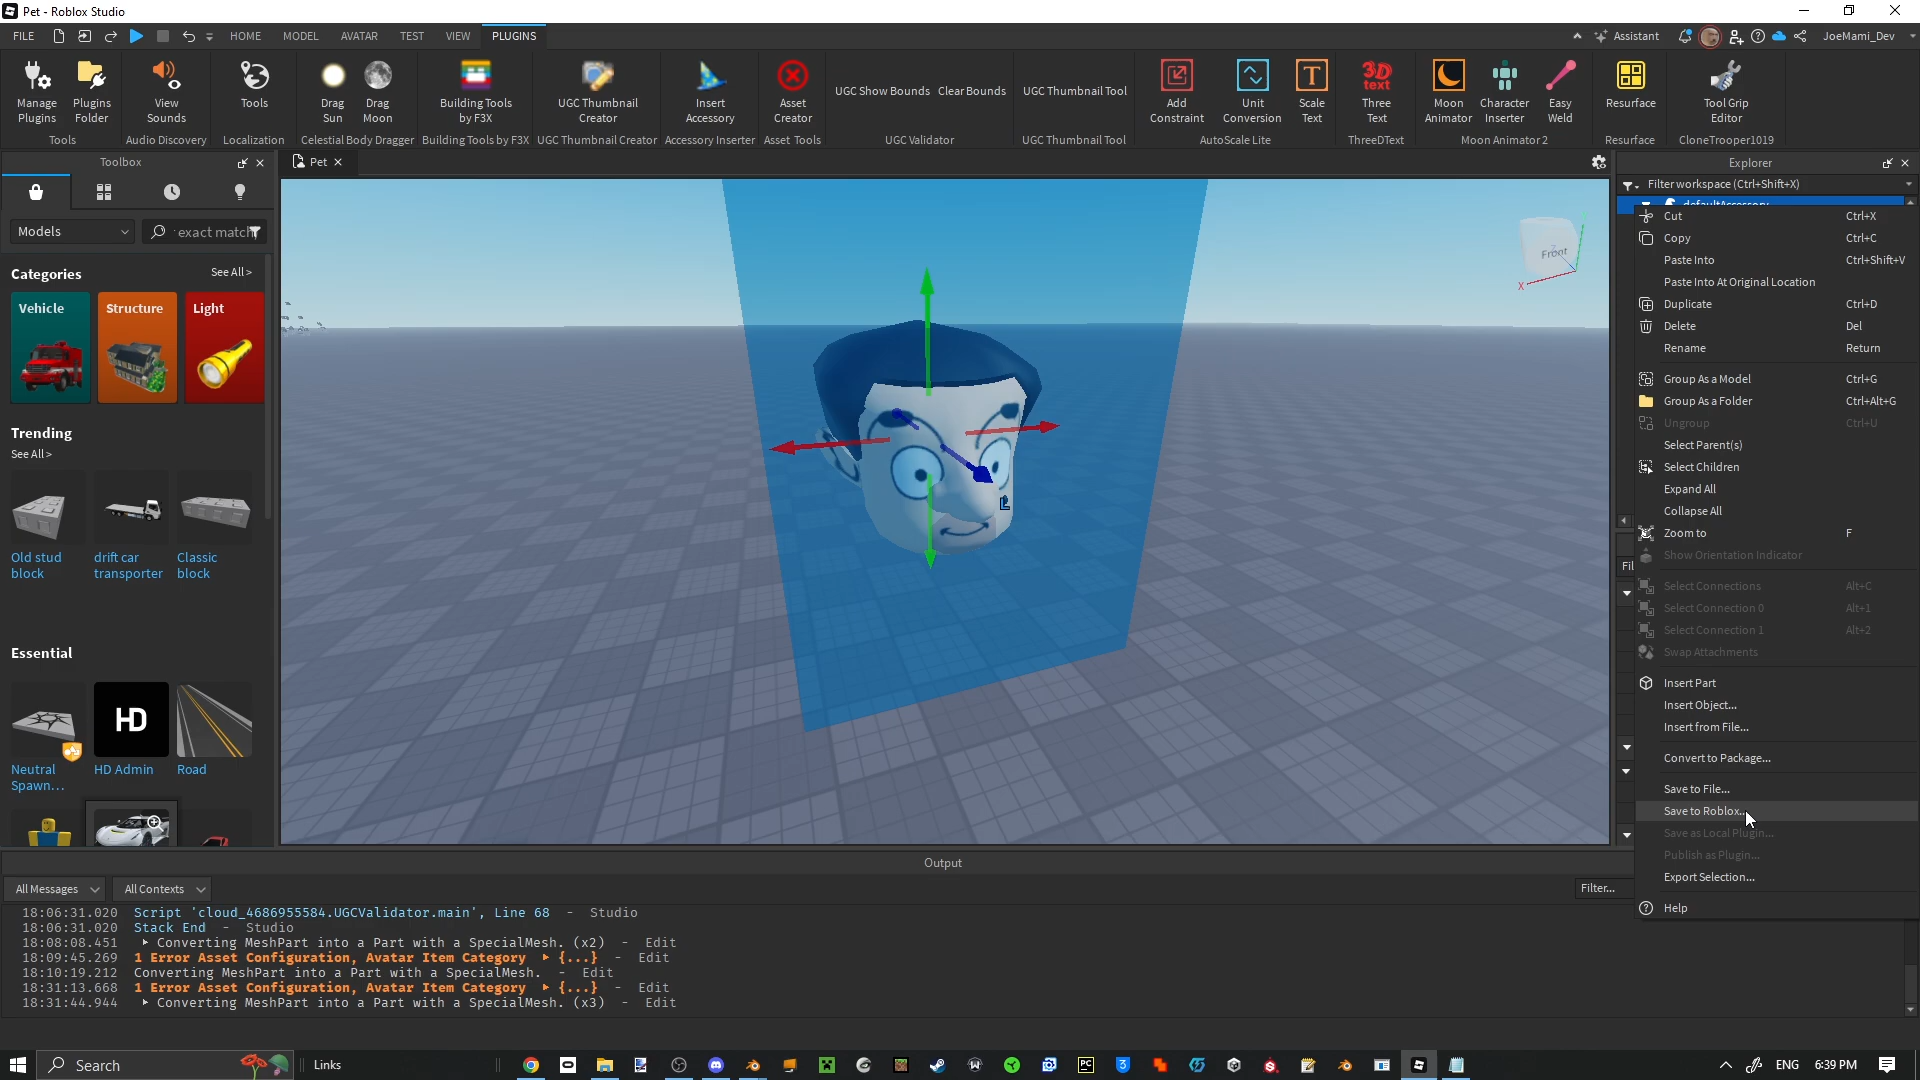 Pet - Roblox Studio
FILE
HOME
MODEL
AVATAR
TEST
VIEW
PLUGINS
Assistant
JoeMami_Dev
Manage Plugins
Plugins Folder
View Sounds
Tools
Drag Sun
Drag Moon
Building Tools by F3X
UGC Thumbnail Creator
Insert Accessory
Asset Creator
UGC Show Bounds
Clear Bounds
UGC Thumbnail Tool
Add Constraint
Unit Conversion
Scale Text
3D text
Three Text
Moon Animator
Character Inserter
Easy Weld
Resurface
Tool Grip Editor
Tools
Audio Discovery
Localization
Celestial Body Dragger
Building Tools by F3X
UGC Thumbnail Creator
Accessory Inserter
Asset Tools
UGC Validator
UGC Thumbnail Tool
AutoScale Lite
ThreeDText
Moon Animator 2
Resurface
CloneTrooper1019
Toolbox
Pet
Explorer
Filter workspace (Ctrl+Shift+X)
defaultAccessory
Models
exact match
Categories
See All >
Vehicle
Structure
Light
Trending
See All >
Old stud block
drift car transporter
Classic block
Essential
HD
Neutral Spawn...
HD Admin
Road
Front
X
Cut Ctrl+X
Copy Ctrl+C
Paste Into Ctrl+Shift+V
Paste Into At Original Location
Duplicate Ctrl+D
Delete Del
Rename Return
Group As a Model Ctrl+G
Group As a Folder Ctrl+Alt+G
Ungroup Ctrl+U
Select Parent(s)
Select Children
Expand All
Collapse All
Zoom to F
Show Orientation Indicator
Fil
Select Connections Alt+C
Select Connection 0 Alt+1
Select Connection 1 Alt+2
Swap Attachments
Insert Part
Insert Object...
Insert from File...
Convert to Package...
Save to File...
Save to Roblox...
Save as Local Plugin...
Publish as Plugin...
Export Selection...
Help
Output
All Messages
All Contexts
Filter...
18:06:31.020 Script 'cloud_4686955584.UGCValidator.main', Line 68 - Studio
18:06:31.020 Stack End - Studio
18:08:08.451 ▸ Converting MeshPart into a Part with a SpecialMesh. (x2) - Edit
18:09:45.269 1 Error Asset Configuration, Avatar Item Category ▸ {...} - Edit
18:10:19.212 Converting MeshPart into a Part with a SpecialMesh. - Edit
18:31:13.668 1 Error Asset Configuration, Avatar Item Category ▸ {...} - Edit
18:31:44.944 ▸ Converting MeshPart into a Part with a SpecialMesh. (x3) - Edit
Search
Links
PC
ENG
6:39 PM